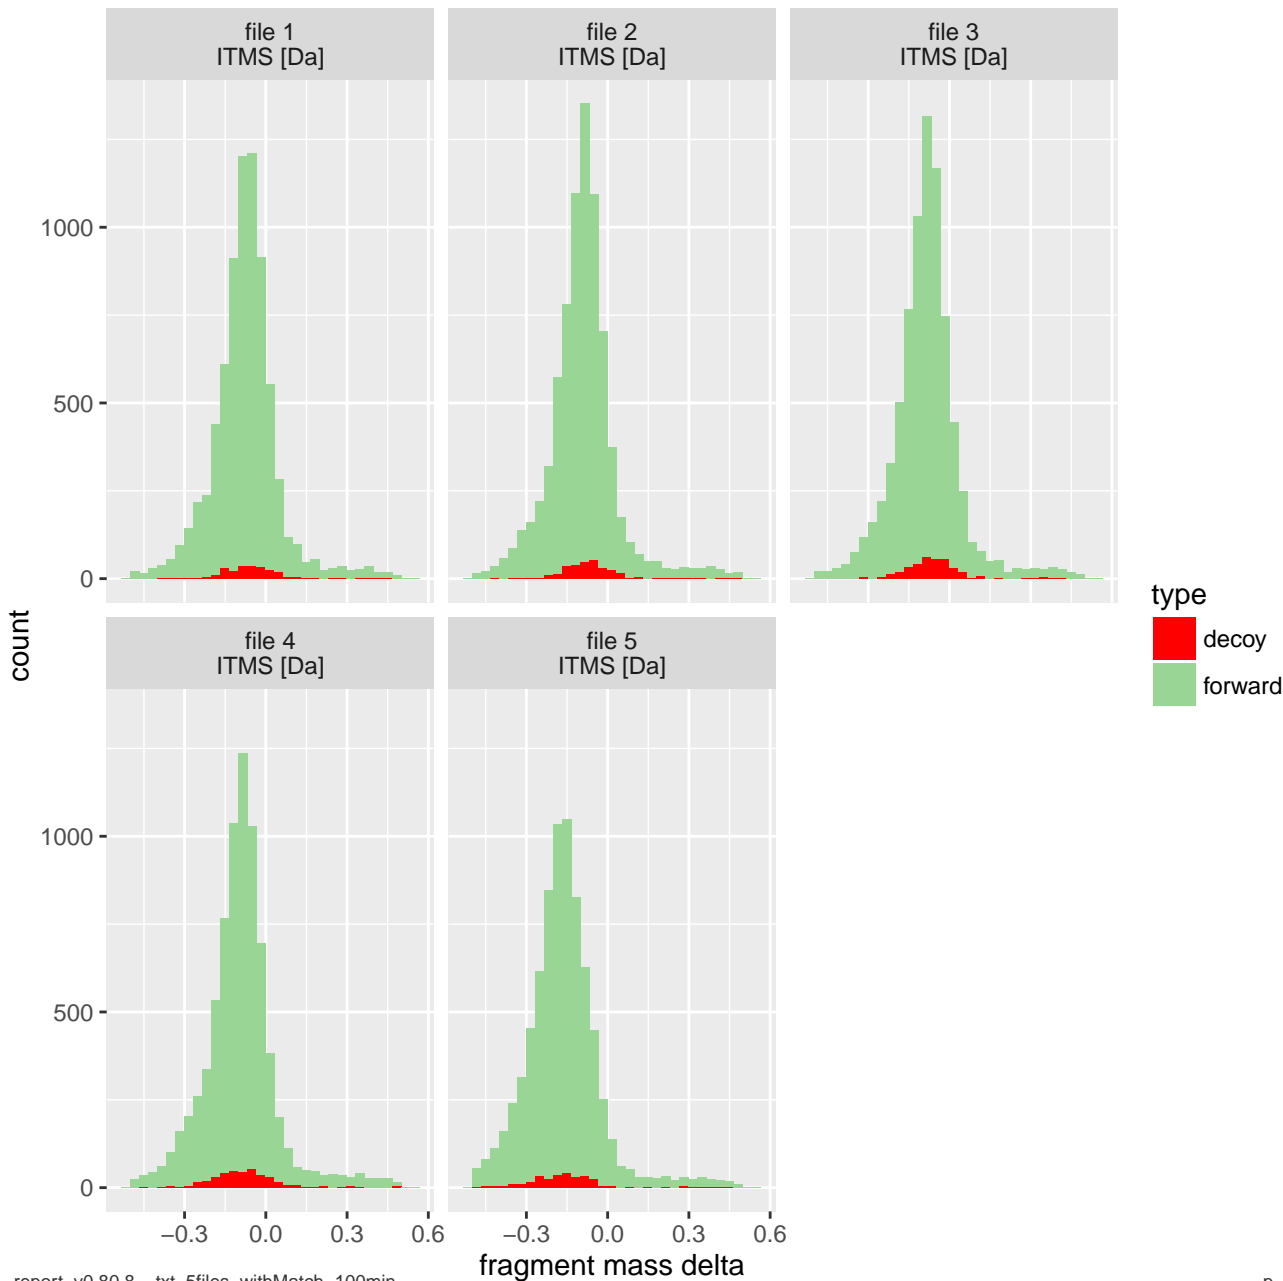 file 1
ITMS [Da]
file 2
ITMS [Da]
file 3
ITMS [Da]
1000
500
0
count
file 4
ITMS [Da]
file 5
ITMS [Da]
1000
500
0
−0.3 0.0 0.3 0.6
−0.3 0.0 0.3 0.6
fragment mass delta
type
decoy
forward